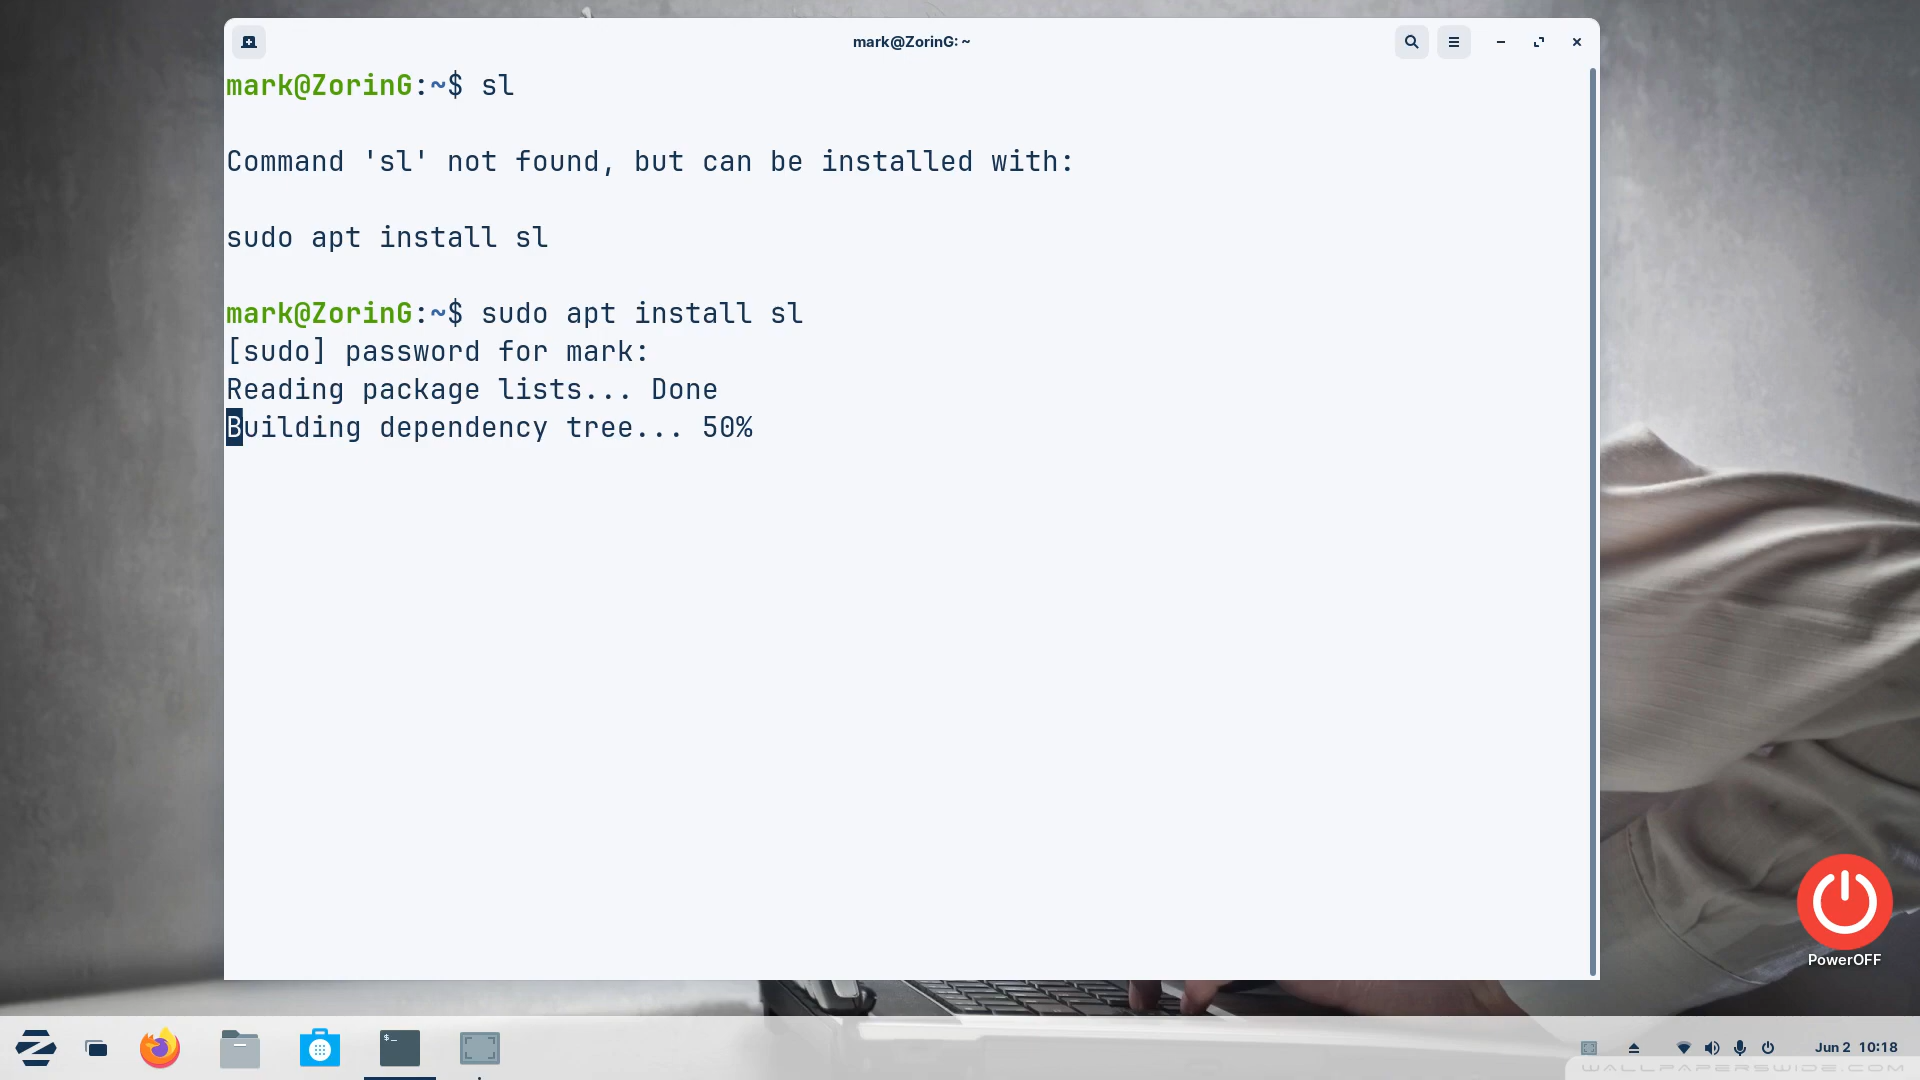 mark@ZorinG: ~
mark@ZorinG:~$ sl
Command 'sl' not found, but can be installed with:
sudo apt install sl
mark@ZorinG:~$ sudo apt install sl
[sudo] password for mark:
Reading package lists... Done
Building dependency tree... 50%
PowerOFF
$_
Jun 2 10:18
WALLPAPERSWIDE.COM